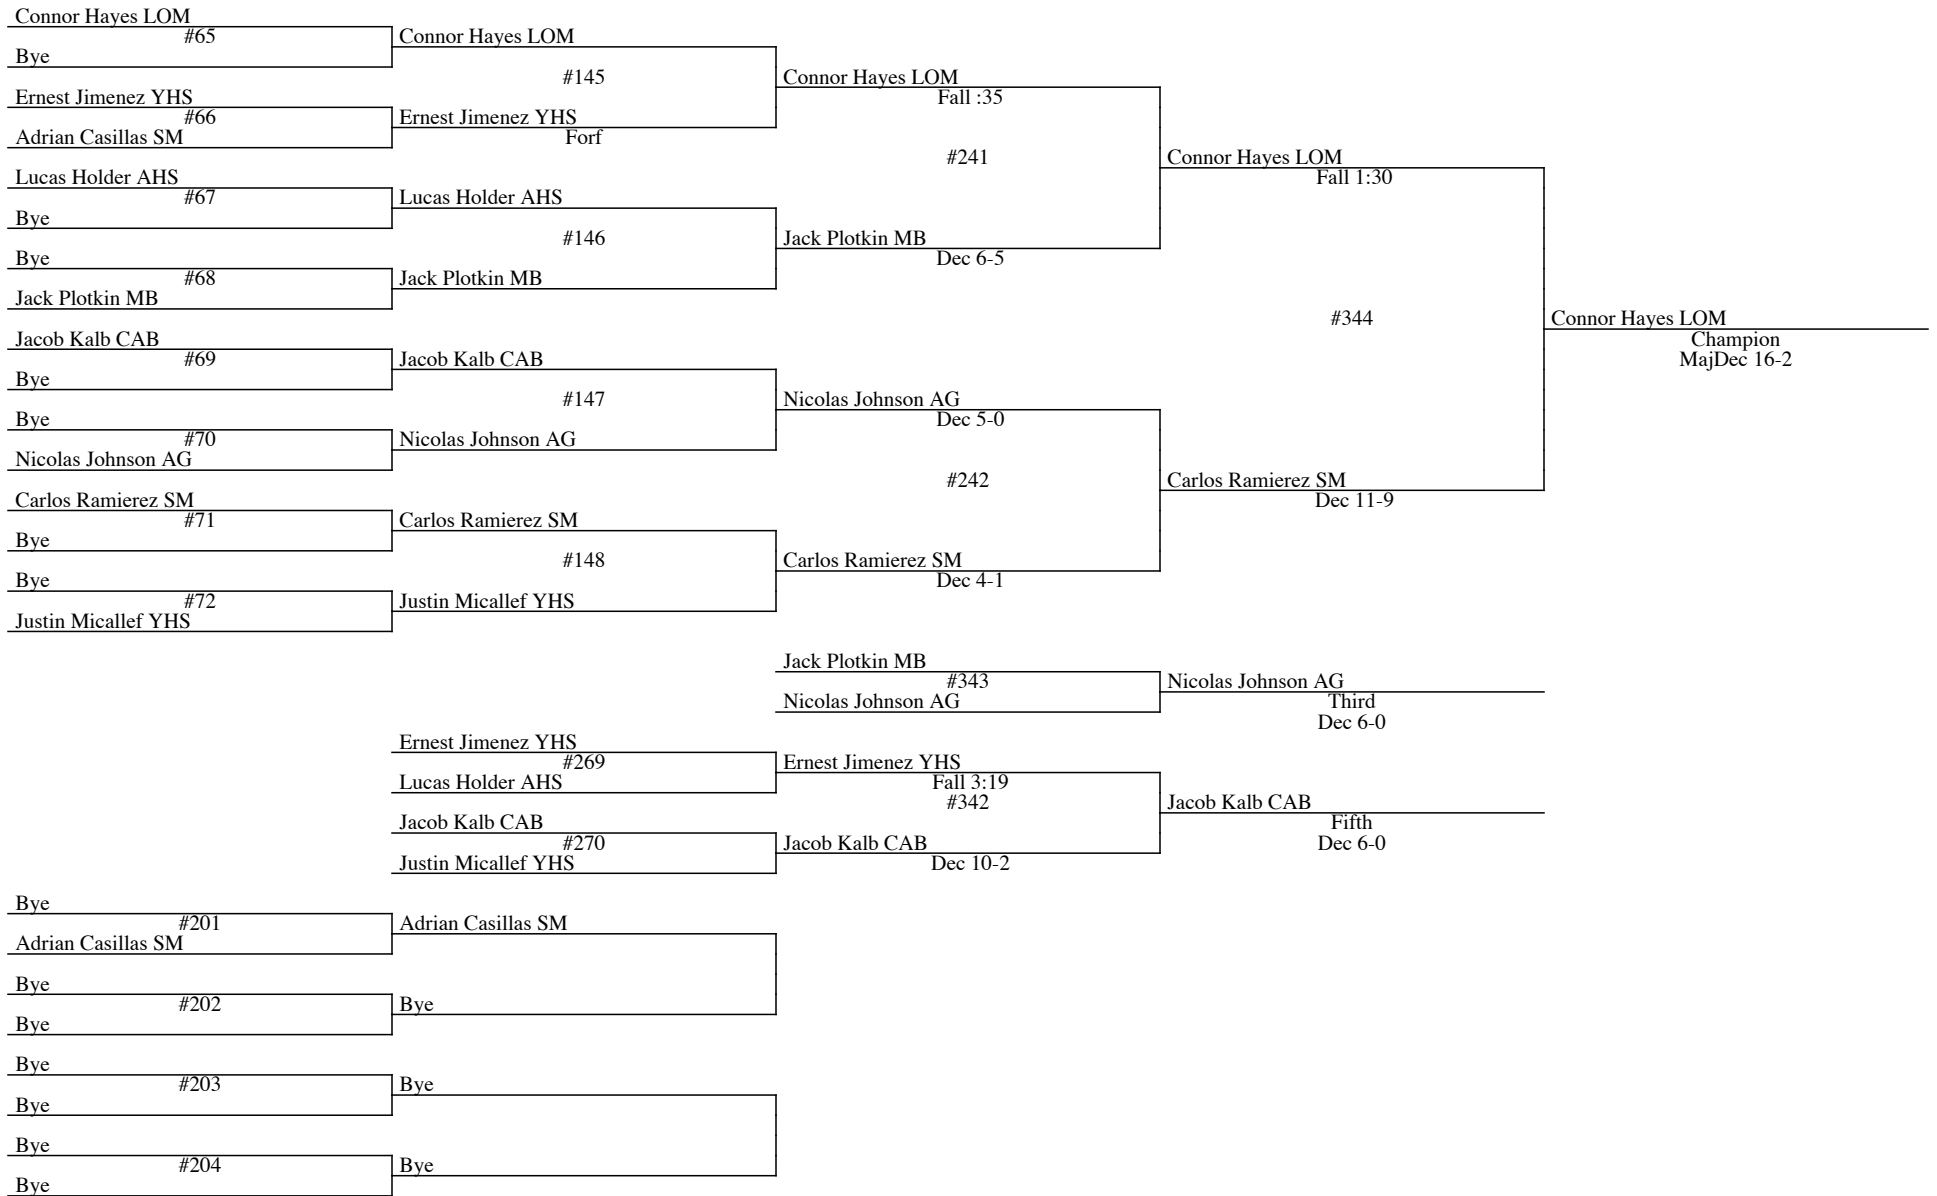 Connor Hayes LOM
#65
Bye
Connor Hayes LOM
#145
Ernest Jimenez YHS
#66
Adrian Casillas SM
Ernest Jimenez YHS
Forf
Connor Hayes LOM
Fall :35
#241
Lucas Holder AHS
#67
Bye
Lucas Holder AHS
#146
Bye
#68
Jack Plotkin MB
Jack Plotkin MB
Jack Plotkin MB
Dec 6-5
Connor Hayes LOM
Fall 1:30
#344
Jacob Kalb CAB
#69
Bye
Jacob Kalb CAB
#147
Bye
#70
Nicolas Johnson AG
Nicolas Johnson AG
Nicolas Johnson AG
Dec 5-0
#242
Carlos Ramierez SM
#71
Bye
Carlos Ramierez SM
#148
Bye
#72
Justin Micallef YHS
Justin Micallef YHS
Carlos Ramierez SM
Dec 4-1
Carlos Ramierez SM
Dec 11-9
Connor Hayes LOM
Champion
MajDec 16-2
Jack Plotkin MB
#343
Nicolas Johnson AG
Nicolas Johnson AG
Third
Dec 6-0
Ernest Jimenez YHS
#269
Lucas Holder AHS
Ernest Jimenez YHS
Fall 3:19
#342
Jacob Kalb CAB
#270
Justin Micallef YHS
Jacob Kalb CAB
Dec 10-2
Jacob Kalb CAB
Fifth
Dec 6-0
Bye
#201
Adrian Casillas SM
Adrian Casillas SM
Bye
#202
Bye
Bye
Bye
#203
Bye
Bye
Bye
#204
Bye
Bye